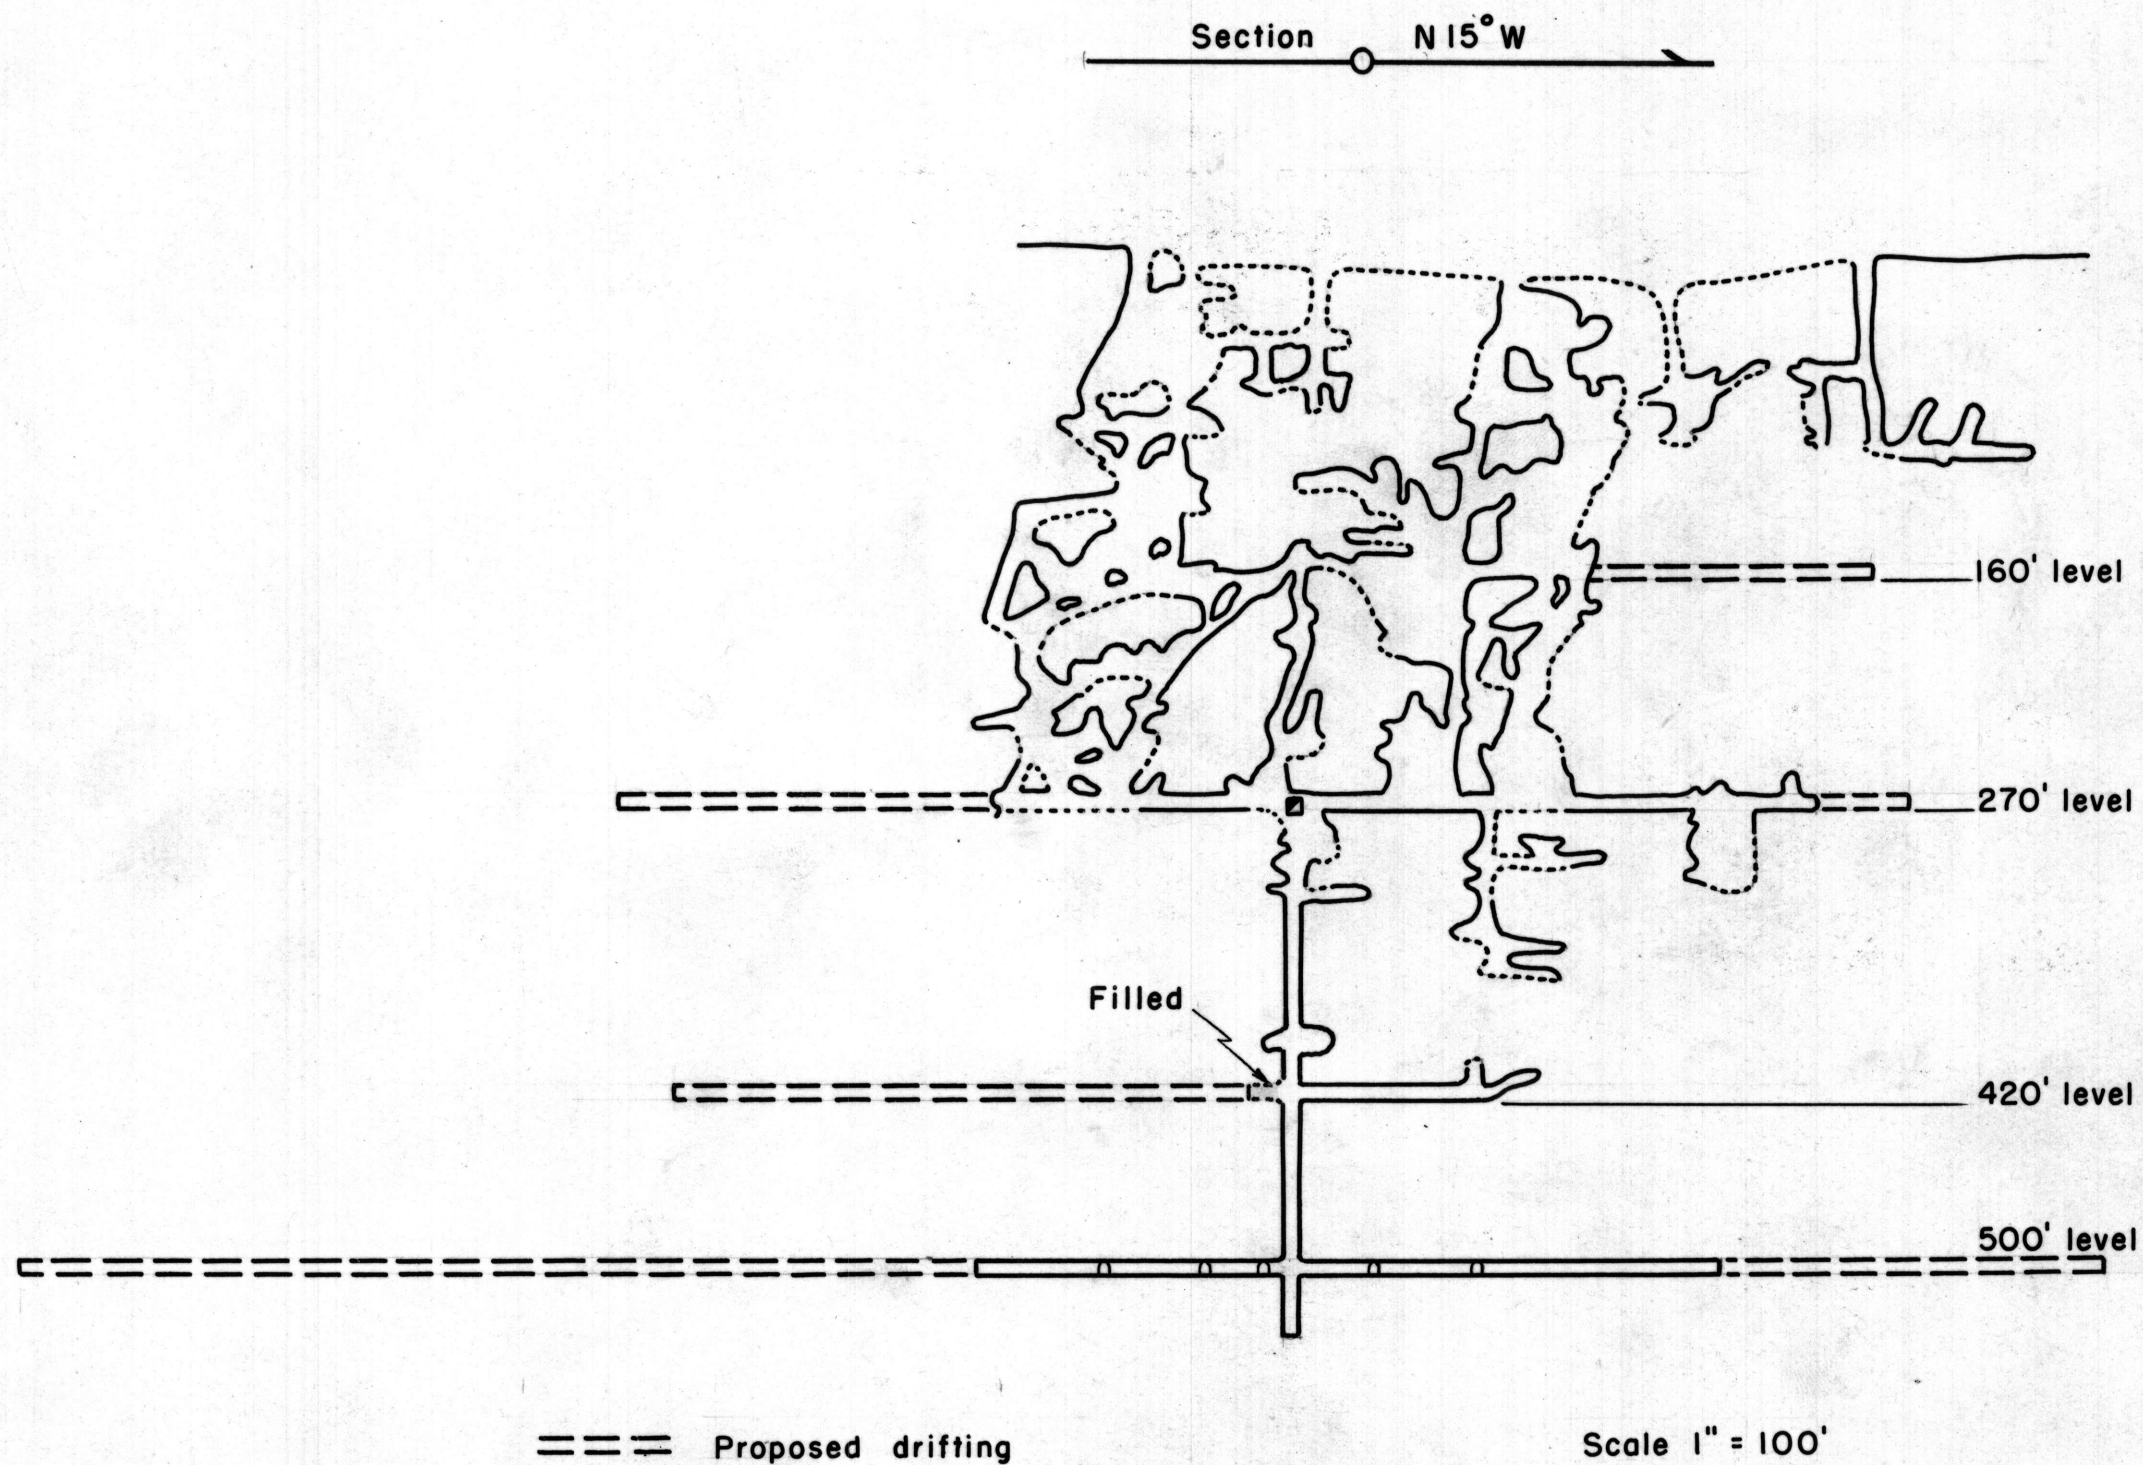 Section N 15° W
160' level
270' level
Filled
420' level
500' level
Proposed drifting
Scale 1" = 100'